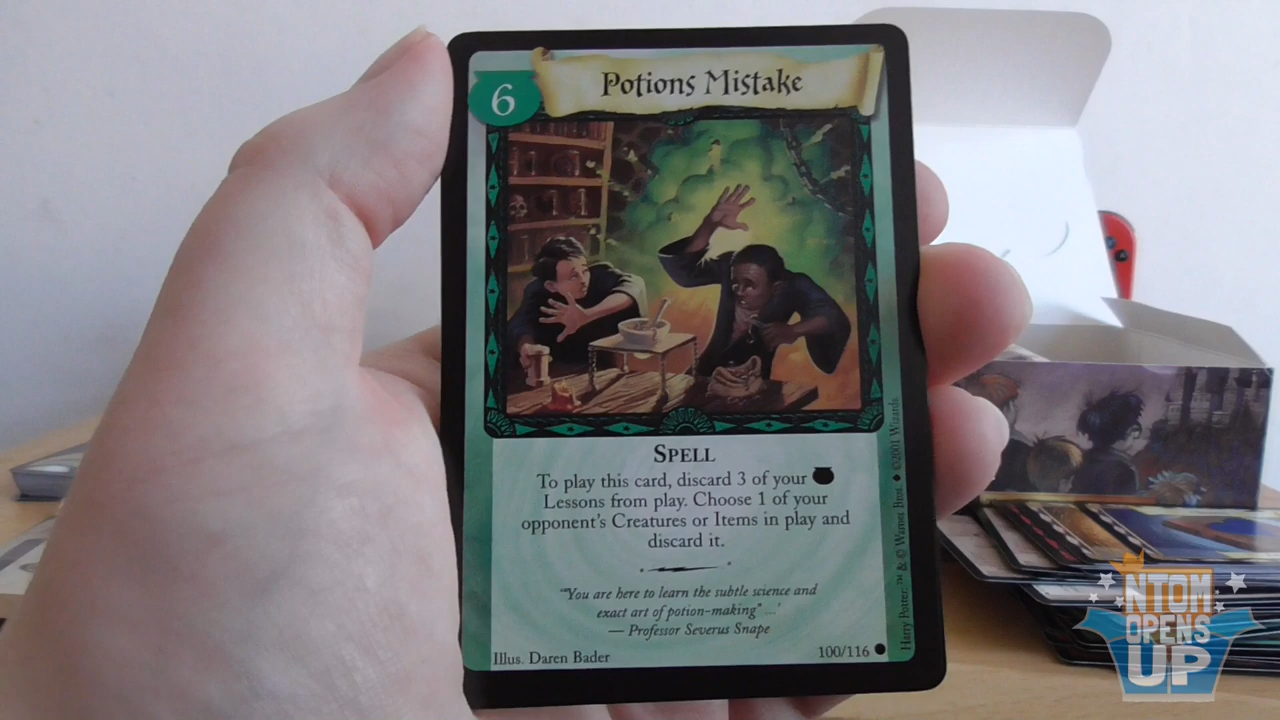 Potions Mistake
6
SPELL
To play this card, discard 3 of your
Lessons from play. Choose 1 of your
opponent's Creatures or Items in play and
discard it.
"'You are here to learn the subtle science and
exact art of potion-making' ..."
— Professor Severus Snape
Illus. Daren Bader
100/116
Harry Potter ™ & © Warner Bros. ◆ ©2001 Wizards
NTOM
OPENS
UP